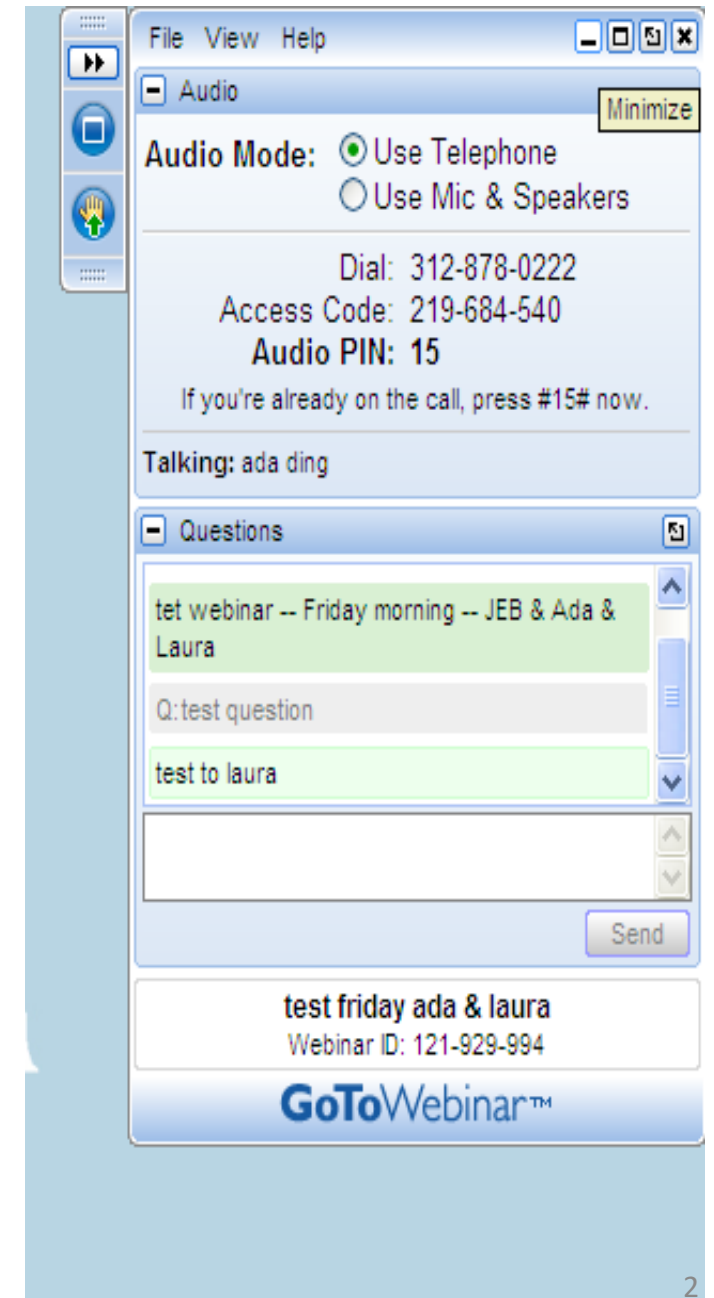 File View Help
Audio
Minimize
Audio Mode: Use Telephone
Use Mic & Speakers
Dial: 312-878-0222
Access Code: 219-684-540
Audio PIN: 15
If you're already on the call, press #15# now.
Talking: ada ding
Questions
tet webinar -- Friday morning -- JEB & Ada &
Laura
Q: test question
test to laura
Send
test friday ada & laura
Webinar ID: 121-929-994
GoToWebinar™
2